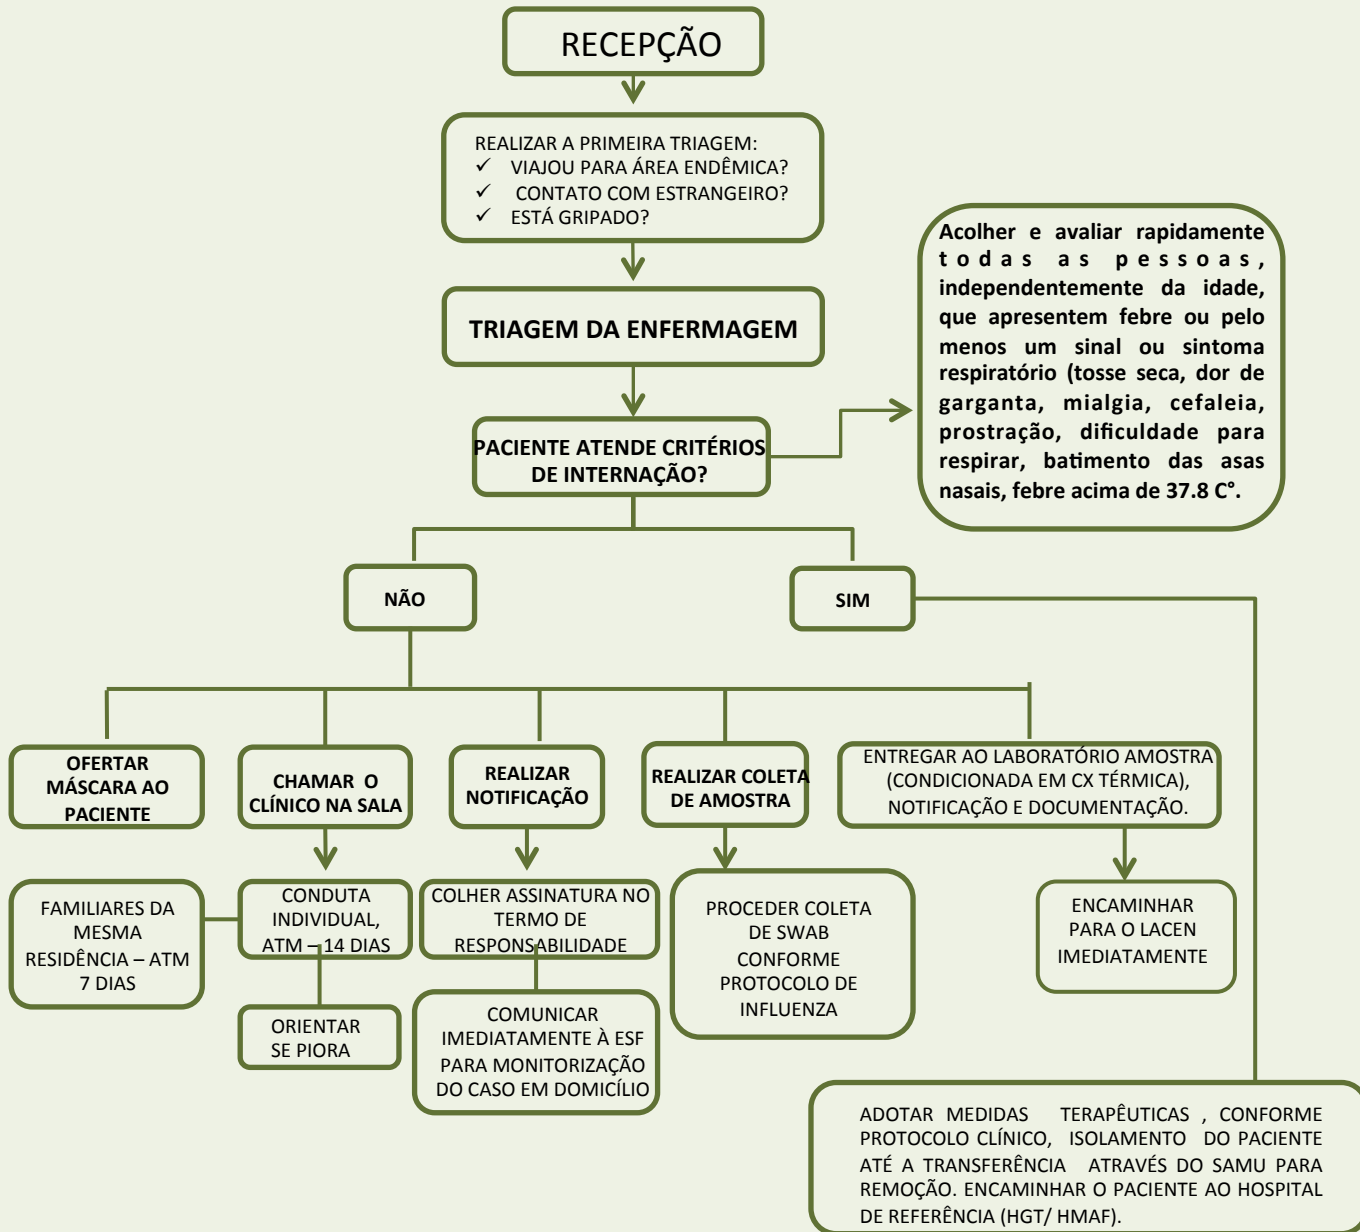 RECEPÇÃO
REALIZAR A PRIMEIRA TRIAGEM:
✓ VIAJOU PARA ÁREA ENDÊMICA?
✓ CONTATO COM ESTRANGEIRO?
✓ ESTÁ GRIPADO?
TRIAGEM DA ENFERMAGEM
PACIENTE ATENDE CRITÉRIOS
DE INTERNAÇÃO?
Acolher e avaliar rapidamente
todas as pessoas,
independentemente da idade,
que apresentem febre ou pelo
menos um sinal ou sintoma
respiratório (tosse seca, dor de
garganta, mialgia, cefaleia,
prostração, dificuldade para
respirar, batimento das asas
nasais, febre acima de 37.8 C°.
NÃO
SIM
OFERTAR
MÁSCARA AO
PACIENTE
CHAMAR O
CLÍNICO NA SALA
REALIZAR
NOTIFICAÇÃO
REALIZAR COLETA
DE AMOSTRA
ENTREGAR AO LABORATÓRIO AMOSTRA
(CONDICIONADA EM CX TÉRMICA),
NOTIFICAÇÃO E DOCUMENTAÇÃO.
FAMILIARES DA
MESMA
RESIDÊNCIA – ATM
7 DIAS
CONDUTA
INDIVIDUAL,
ATM – 14 DIAS
ORIENTAR
SE PIORA
COLHER ASSINATURA NO
TERMO DE
RESPONSABILIDADE
COMUNICAR
IMEDIATAMENTE À ESF
PARA MONITORIZAÇÃO
DO CASO EM DOMICÍLIO
PROCEDER COLETA
DE SWAB
CONFORME
PROTOCOLO DE
INFLUENZA
ENCAMINHAR
PARA O LACEN
IMEDIATAMENTE
ADOTAR MEDIDAS TERAPÊUTICAS , CONFORME
PROTOCOLO CLÍNICO, ISOLAMENTO DO PACIENTE
ATÉ A TRANSFERÊNCIA ATRAVÉS DO SAMU PARA
REMOÇÃO. ENCAMINHAR O PACIENTE AO HOSPITAL
DE REFERÊNCIA (HGT/ HMAF).